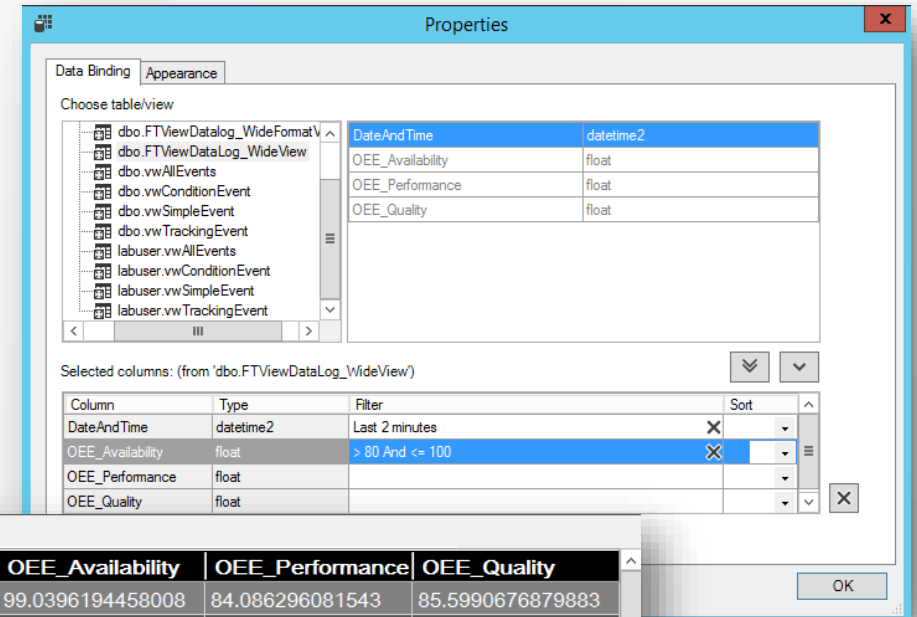 Properties
x
Data Binding
Appearance
Choose table/view
dbo.FTViewDatalog_WideFormatV
dbo.FTViewDataLog_WideView
dbo.vwAllEvents
dbo.vwConditionEvent
dbo.vwSimpleEvent
dbo.vwTrackingEvent
labuser.vwAllEvents
labuser.vwConditionEvent
labuser.vwSimpleEvent
labuser.vwTrackingEvent
DateAndTime datetime2
OEE_Availability float
OEE_Performance float
OEE_Quality float
Selected columns: (from 'dbo.FTViewDataLog_WideView')
Column Type Filter Sort
DateAndTime datetime2 Last 2 minutes
OEE_Availability float > 80 And <= 100
OEE_Performance float
OEE_Quality float
OEE_Availability OEE_Performance OEE_Quality
99.0396194458008 84.086296081543 85.5990676879883
OK